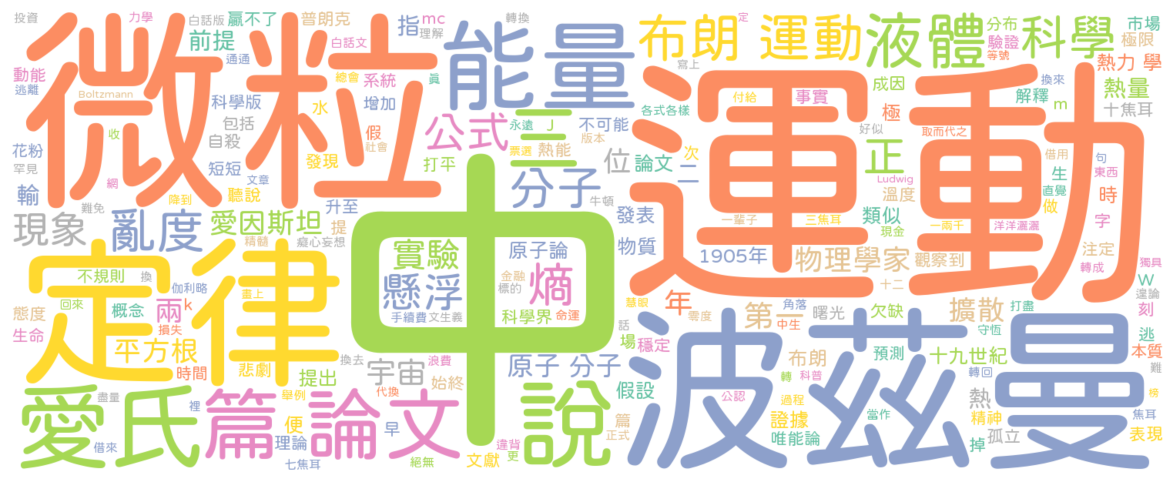 投資 力學 白話版 贏不了 普朗克 指 mc 轉換 布朗 運動 液體 分布 科學 市場
微粒 能量 運動
前提 白話文 理解 定 驗證 等號 極限
動能 通通 總會 系統 眞 寫上 成因 熱力 學
逃離 Boltzmann 科學版 水 增加 付給 事實 解釋 換來 熱量
包括 假 公式 三 永遠 J 不可能 各式各樣 極 m 十焦耳
收 自殺 社會 票選 版本 好似 取而代之
花粉 短短 發現 打平 熱能 位 論文 次 二 正 借用 句
罕見 網 文章 聽說 分子 Ludwig 生 直覺 東西
輸 降到 升至 中 牛頓 溫度 做 時
現象 難免 亂度 愛因斯坦 提 發表 年 一輩子 三焦耳 類似 一兩千 洋洋灑灑 字
精髓 癡心妄想 實驗 原子論 物質 1905年 物理學家 現金 注定
定律 不規則 換 伽利略 懸浮 金融 標的 熵 觀察到 轉成 獨具
回來 畫上 慧眼 十二 W
態度 概念 兩 k 手續費 文生義 科學界 命運 年 雲度 角落 擴散 打盡 違論 刻
生命 損失 話 第一 曙光 欠缺
平方根 場 穩定 中生 守恆 逃
時間 悲劇 提出 換去 浪費 原子 分子 波茲曼 布朗 預測 十九世紀 本質
宇宙 始終 假設 轉 科普 轉回 難
盡量 裡 舉例 代換 公認 過程 熱 榜
愛氏 篇 論文 說 篇 證據 當作 精神 焦耳
便 早 違背 正式 唯能論 孤立 表現
借來 理論 更 掉
七焦耳 絕無 文獻